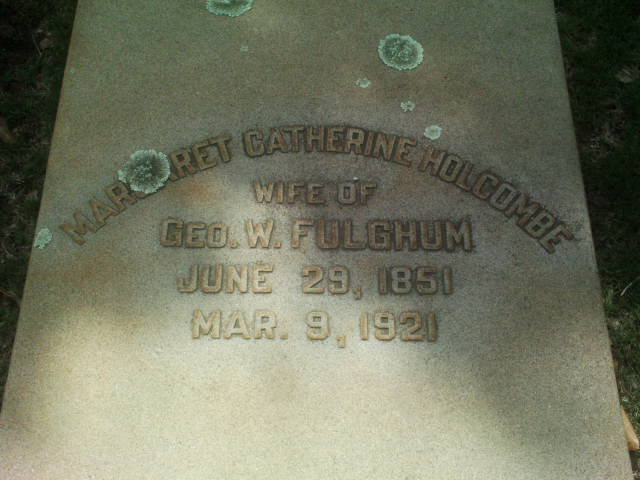 MARGARET CATHERINE HOLCOMBE
WIFE OF
GEO. W. FULGHUM
JUNE 29, 1851
MAR. 9, 1921